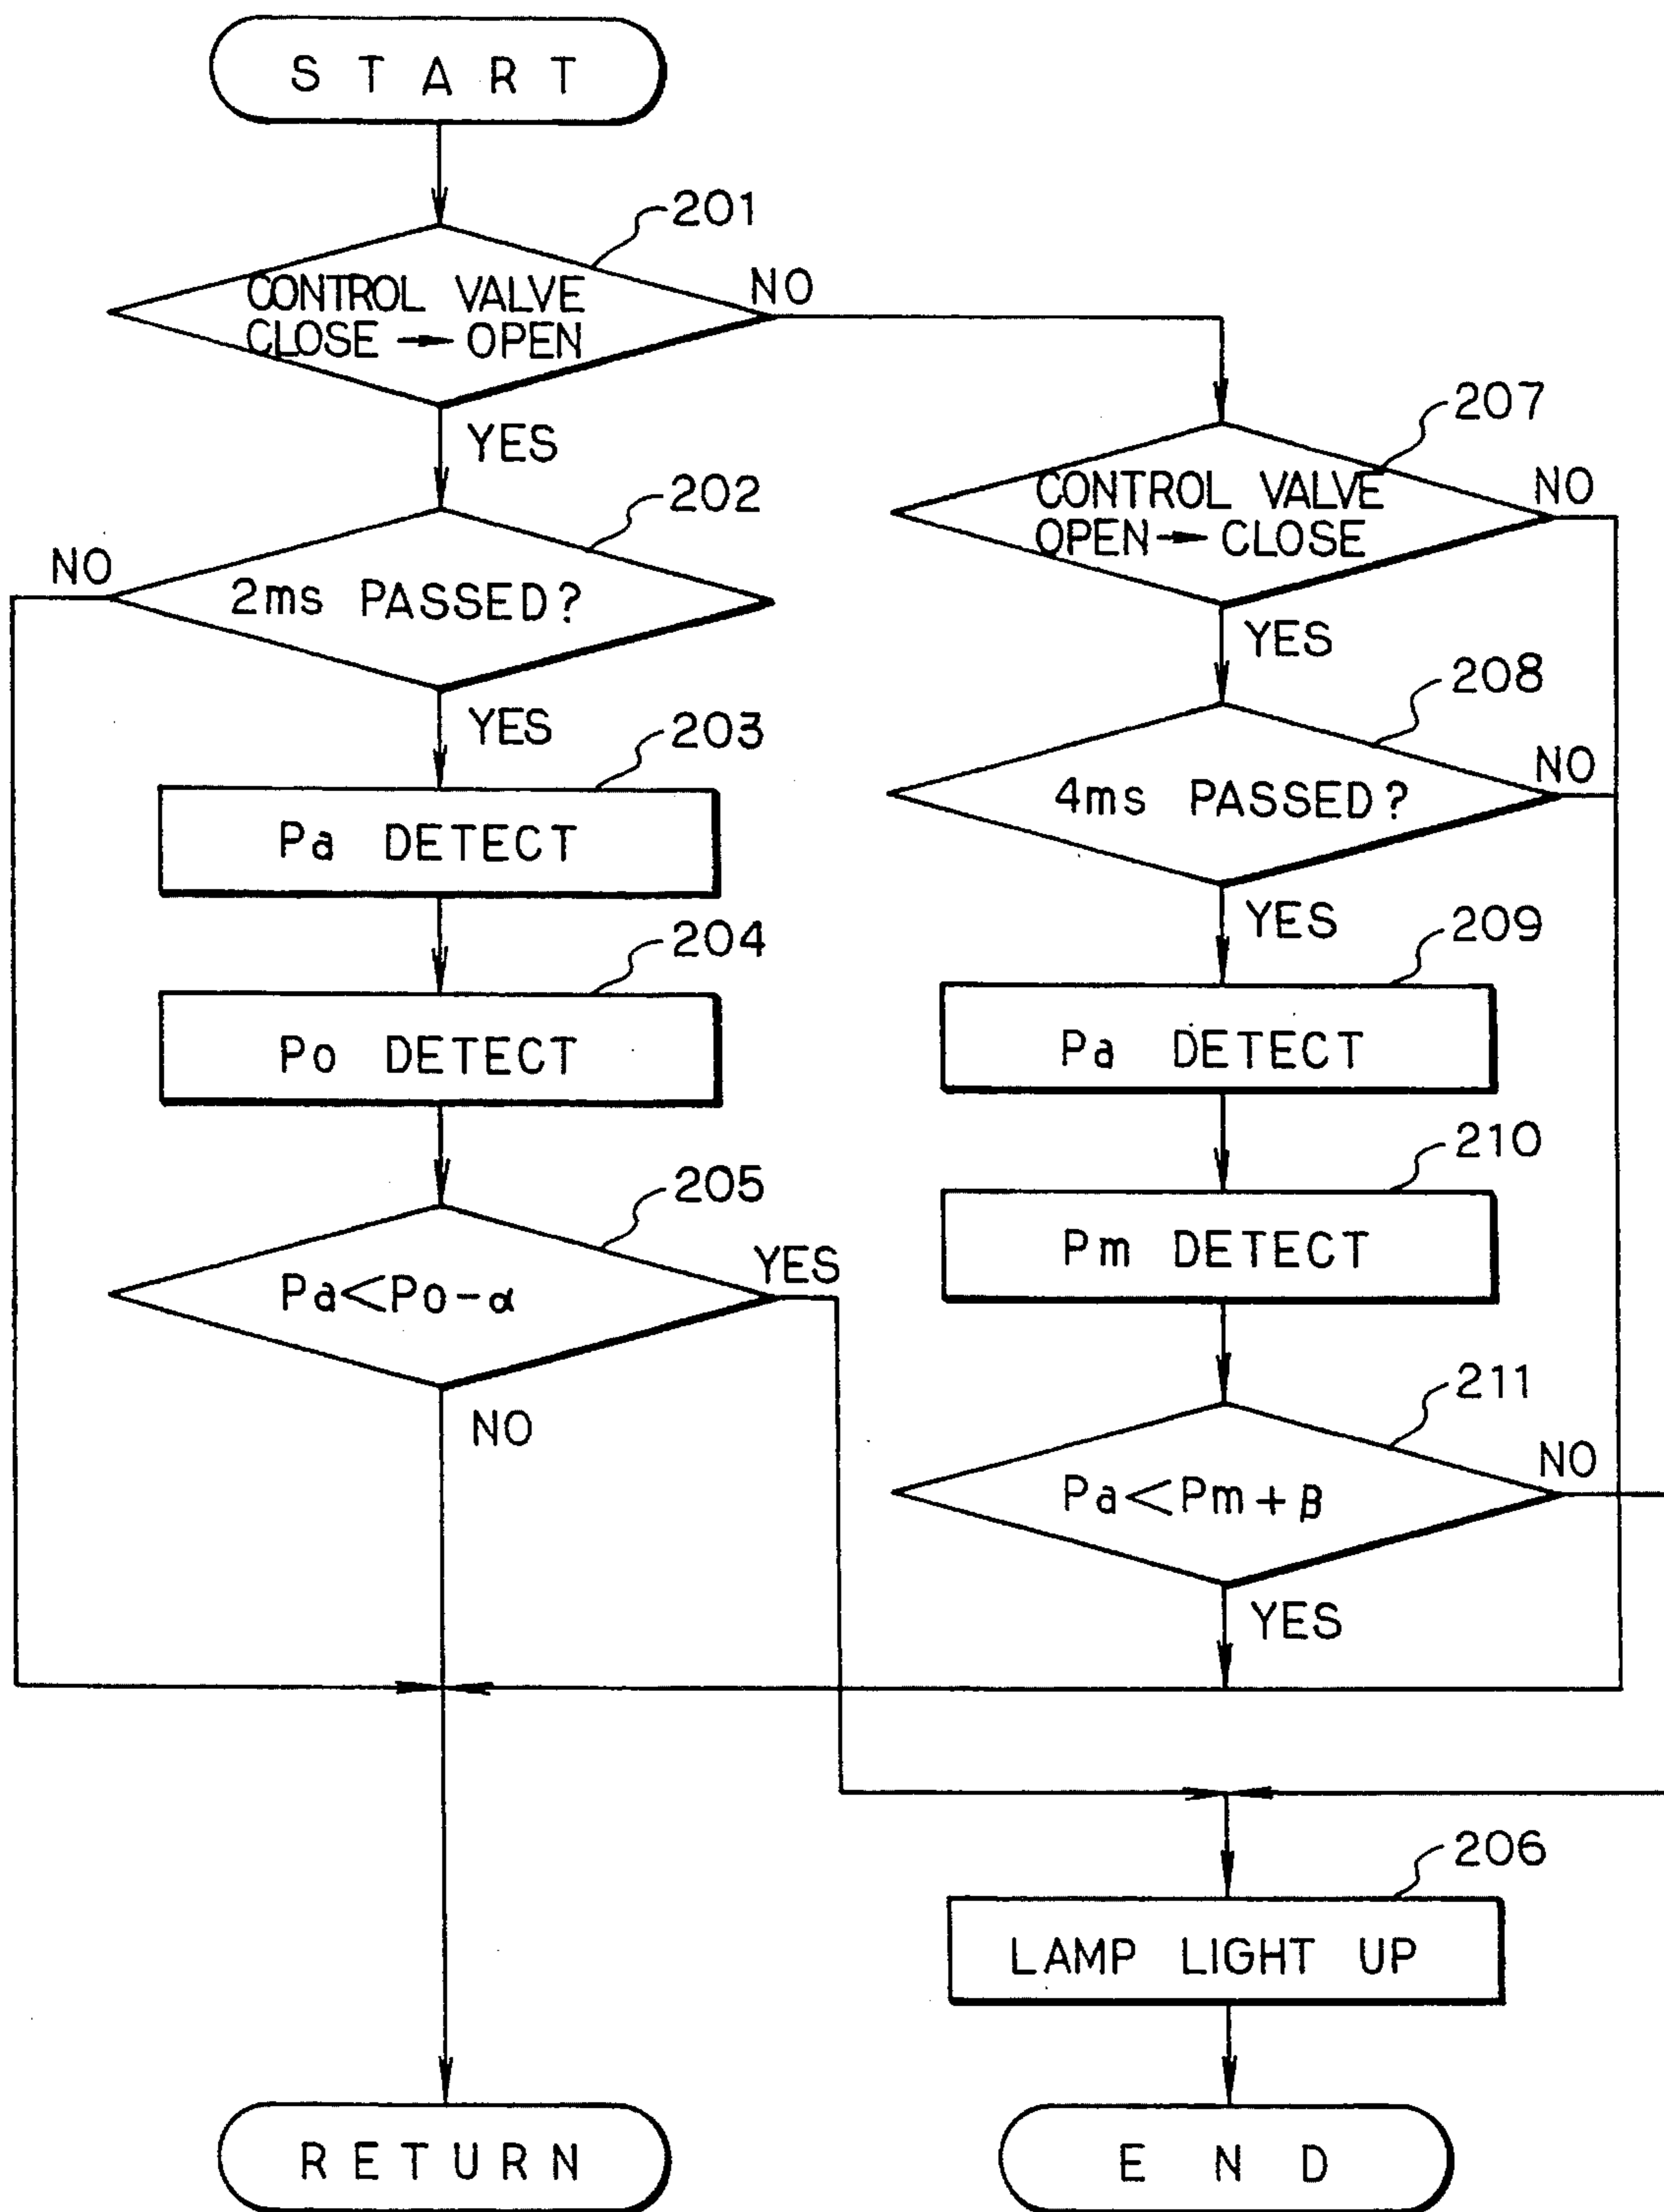 START
201
CONTROL VALVE
CLOSE → OPEN
NO
YES
202
2ms PASSED?
NO
YES
203
Pa DETECT
204
Po DETECT
205
Pa<Po-α
YES
NO
207
CONTROL VALVE
OPEN → CLOSE
NO
YES
208
4ms PASSED?
NO
YES
209
Pa DETECT
210
Pm DETECT
211
Pa<Pm+β
NO
YES
206
LAMP LIGHT UP
RETURN
END